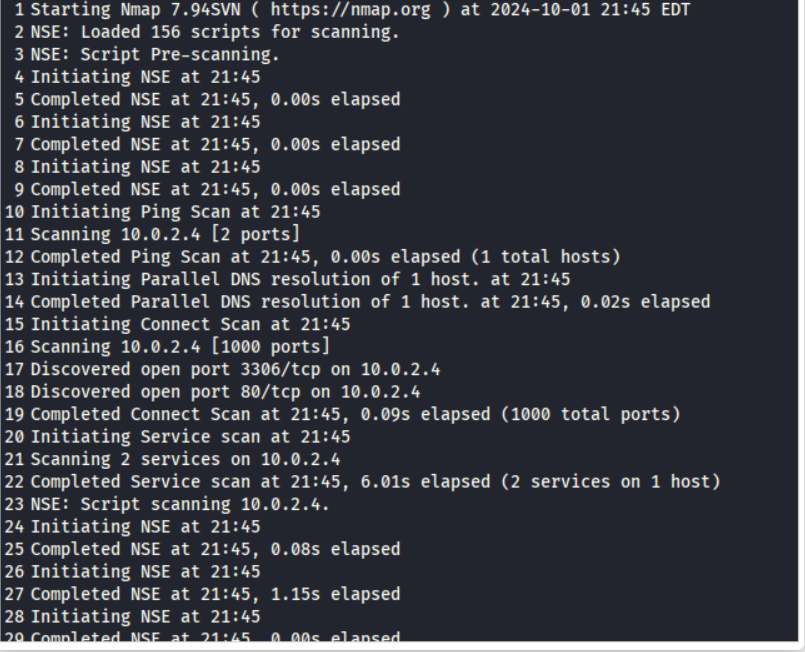 1 Starting Nmap 7.94SVN ( https://nmap.org ) at 2024-10-01 21:45 EDT
2 NSE: Loaded 156 scripts for scanning.
3 NSE: Script Pre-scanning.
4 Initiating NSE at 21:45
5 Completed NSE at 21:45, 0.00s elapsed
6 Initiating NSE at 21:45
7 Completed NSE at 21:45, 0.00s elapsed
8 Initiating NSE at 21:45
9 Completed NSE at 21:45, 0.00s elapsed
10 Initiating Ping Scan at 21:45
11 Scanning 10.0.2.4 [2 ports]
12 Completed Ping Scan at 21:45, 0.00s elapsed (1 total hosts)
13 Initiating Parallel DNS resolution of 1 host. at 21:45
14 Completed Parallel DNS resolution of 1 host. at 21:45, 0.02s elapsed
15 Initiating Connect Scan at 21:45
16 Scanning 10.0.2.4 [1000 ports]
17 Discovered open port 3306/tcp on 10.0.2.4
18 Discovered open port 80/tcp on 10.0.2.4
19 Completed Connect Scan at 21:45, 0.09s elapsed (1000 total ports)
20 Initiating Service scan at 21:45
21 Scanning 2 services on 10.0.2.4
22 Completed Service scan at 21:45, 6.01s elapsed (2 services on 1 host)
23 NSE: Script scanning 10.0.2.4.
24 Initiating NSE at 21:45
25 Completed NSE at 21:45, 0.08s elapsed
26 Initiating NSE at 21:45
27 Completed NSE at 21:45, 1.15s elapsed
28 Initiating NSE at 21:45
29 Completed NSE at 21:45, 0.00s elapsed